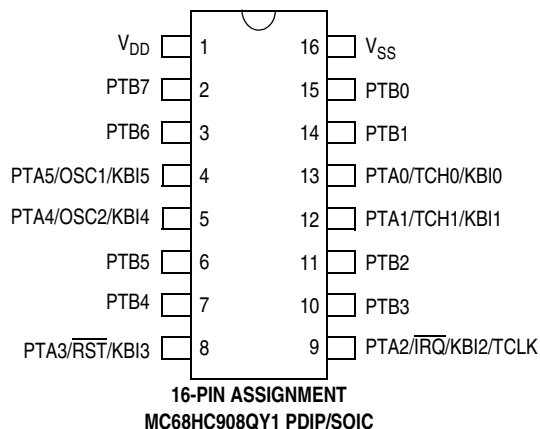 V_DD 1 16 V_SS
PTB7 2 15 PTB0
PTB6 3 14 PTB1
PTA5/OSC1/KBI5 4 13 PTA0/TCH0/KBI0
PTA4/OSC2/KBI4 5 12 PTA1/TCH1/KBI1
PTB5 6 11 PTB2
PTB4 7 10 PTB3
PTA3/R̅S̅T̅/KBI3 8 9 PTA2/I̅R̅Q̅/KBI2/TCLK
16-PIN ASSIGNMENT
MC68HC908QY1 PDIP/SOIC